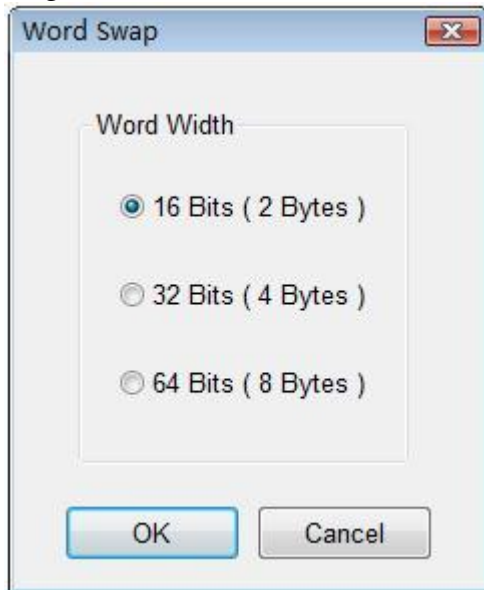 Word Swap
Word Width
16 Bits ( 2 Bytes )
32 Bits ( 4 Bytes )
64 Bits ( 8 Bytes )
OK
Cancel